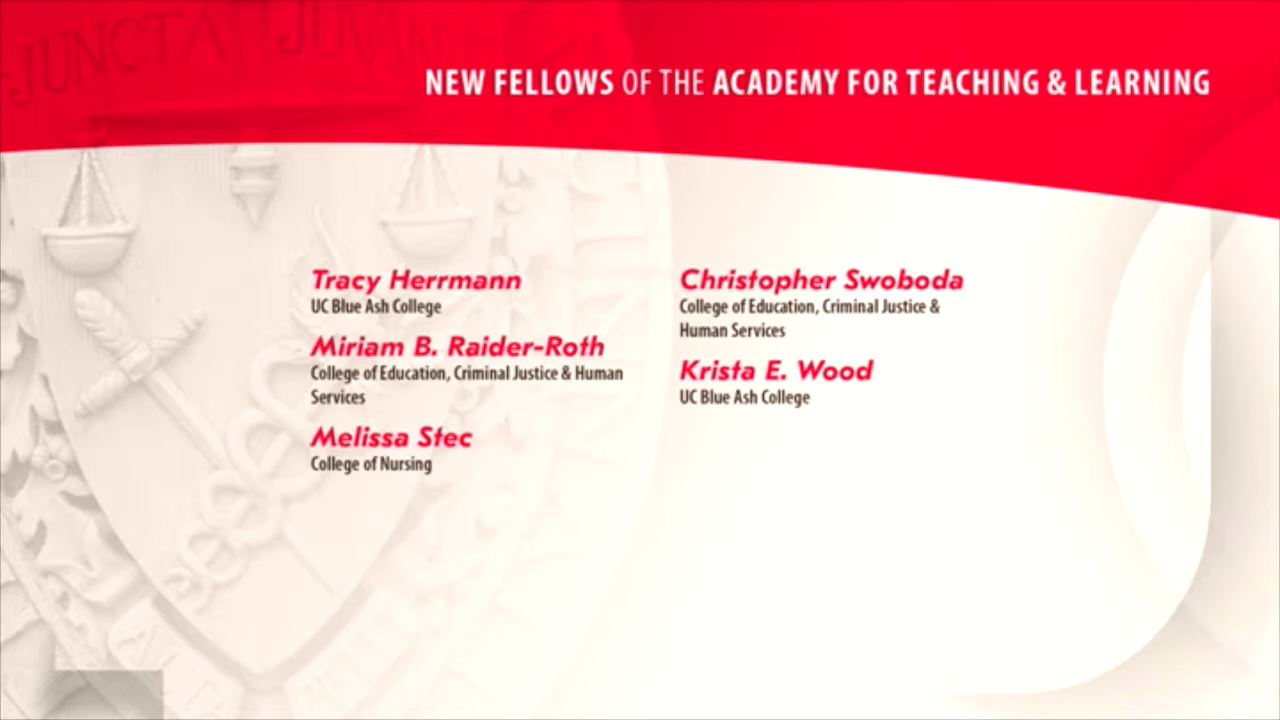 JUNCTA JUVANT
NEW FELLOWS OF THE ACADEMY FOR TEACHING & LEARNING
Tracy Herrmann
UC Blue Ash College
Miriam B. Raider-Roth
College of Education, Criminal Justice & Human
Services
Melissa Stec
College of Nursing
Christopher Swoboda
College of Education, Criminal Justice &
Human Services
Krista E. Wood
UC Blue Ash College